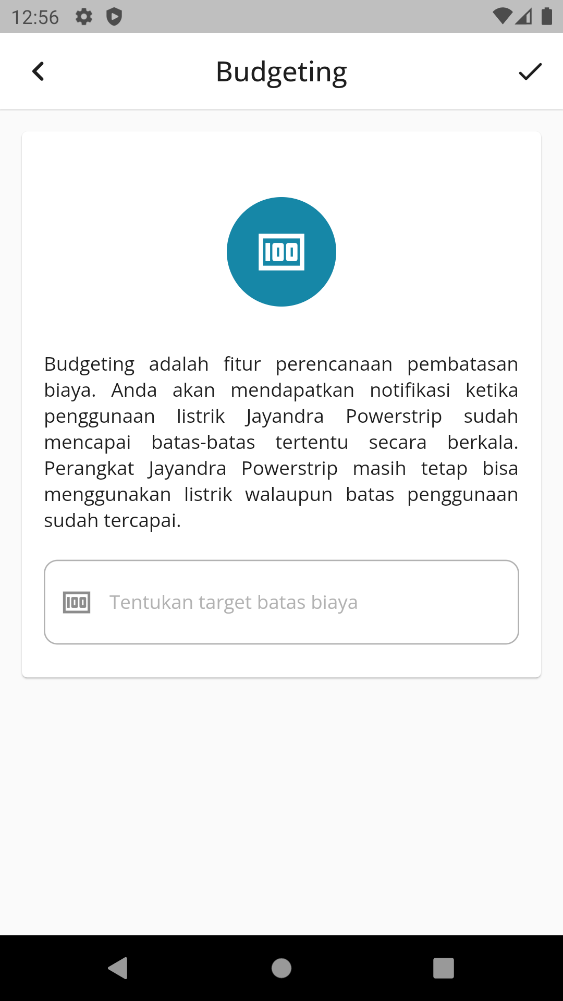 12:56
Budgeting
100
Budgeting adalah fitur perencanaan pembatasan
biaya. Anda akan mendapatkan notifikasi ketika
penggunaan listrik Jayandra Powerstrip sudah
mencapai batas-batas tertentu secara berkala.
Perangkat Jayandra Powerstrip masih tetap bisa
menggunakan listrik walaupun batas penggunaan
sudah tercapai.
100 Tentukan target batas biaya